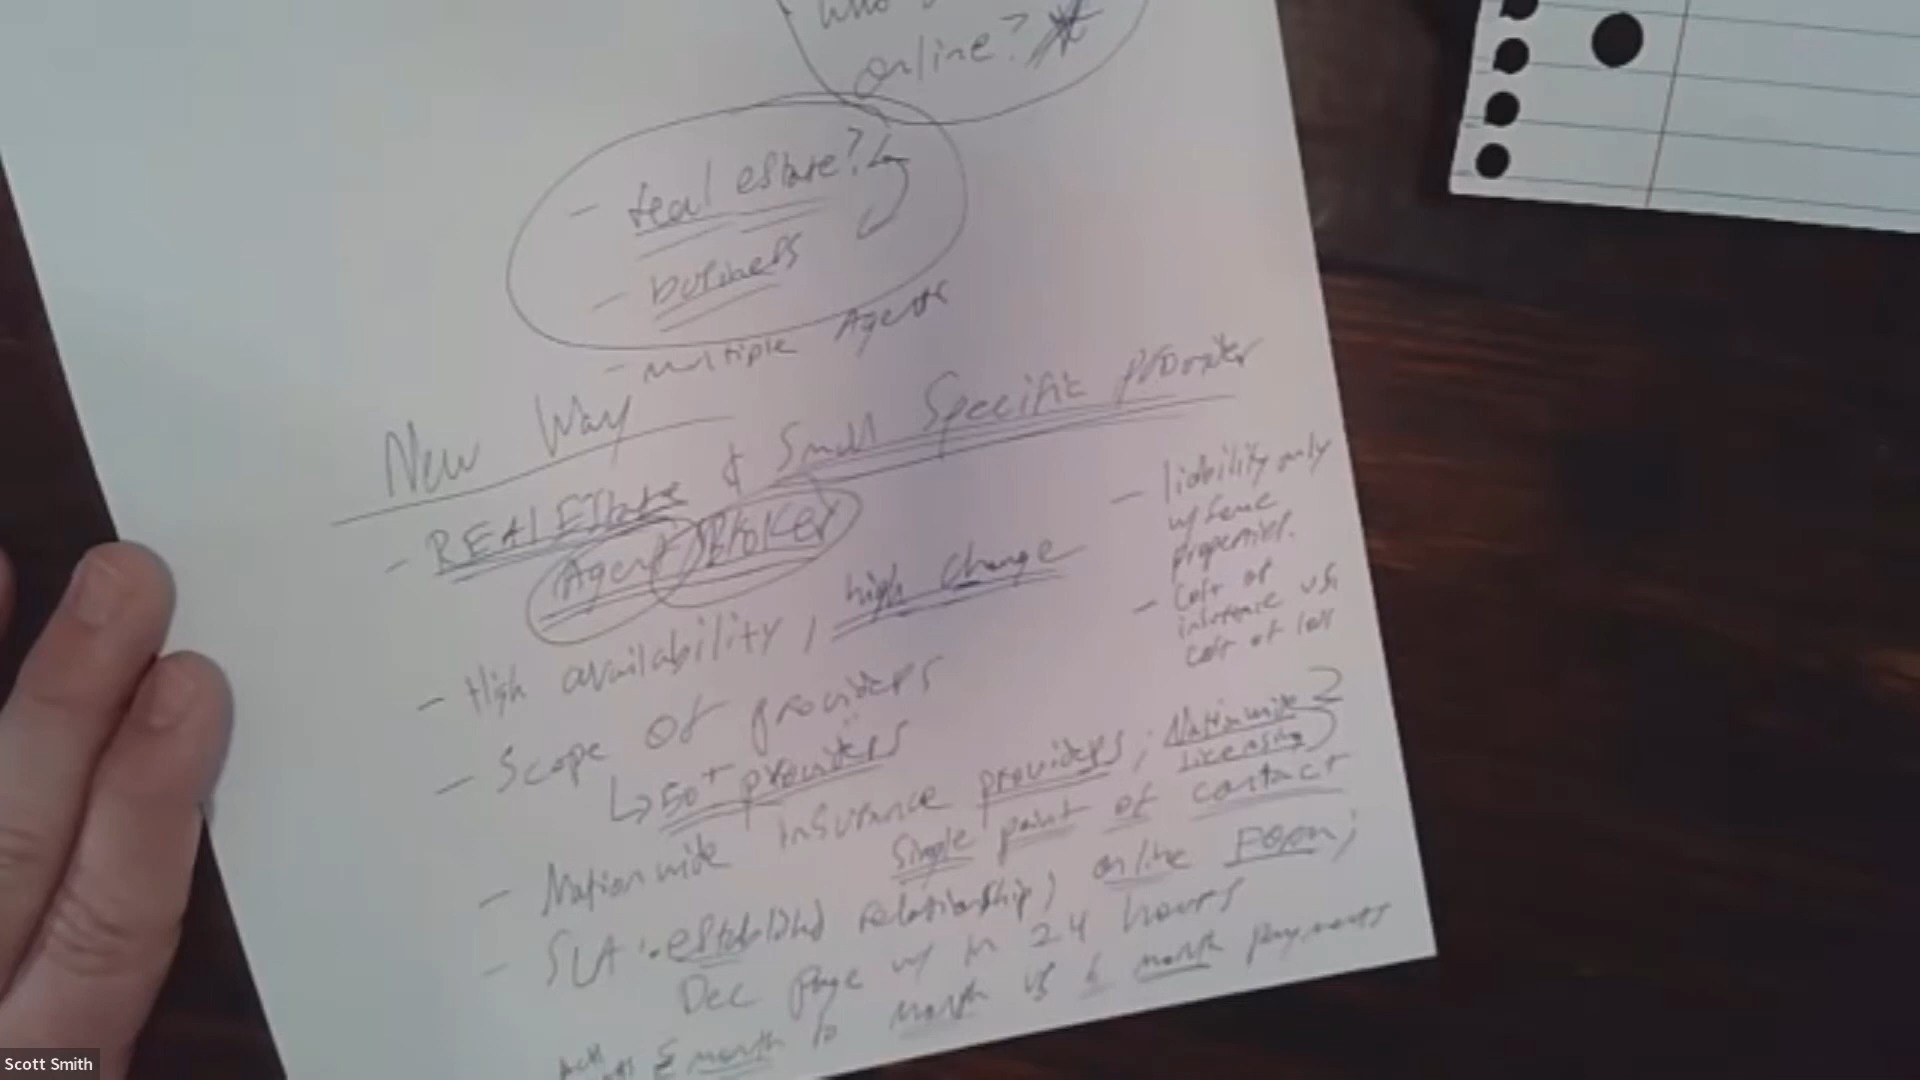 online?
- real estate?
- business
- multiple Agents
New Way
- REAL EState & Small Specific provider
Agent Broker
- High availability, high change
- Scope of providers
↳ 50+ providers
- Nationwide insurance providers; Nationwide licensing
Single point of contact
- SLA: established relationship; online Form;
Dec page w/in 24 hours
month to month vs 6 month payments
- liability only
w/ some
properties.
- Cost of
insurance vs.
cost of loss
Scott Smith